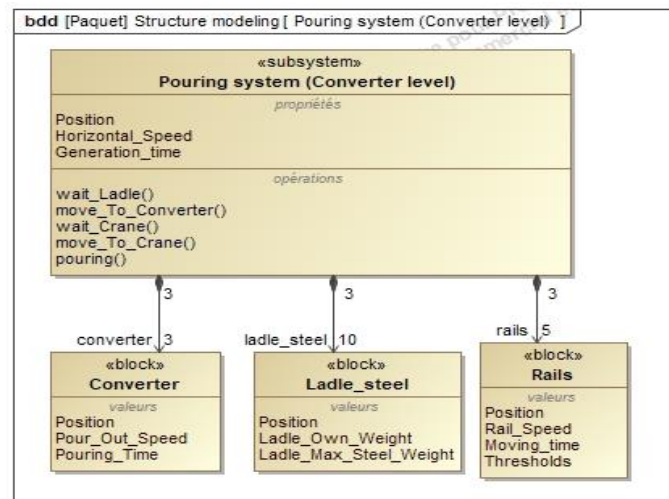 bdd [Paquet] Structure modeling [ Pouring system (Converter level) ]
«subsystem»
Pouring system (Converter level)
propriétés
Position
Horizontal_Speed
Generation_time
opérations
wait_Ladle()
move_To_Converter()
wait_Crane()
move_To_Crane()
pouring()
3 3 3
converter 3 ladle_steel 10 rails 5
«block»
Converter
valeurs
Position
Pour_Out_Speed
Pouring_Time
«block»
Ladle_steel
valeurs
Position
Ladle_Own_Weight
Ladle_Max_Steel_Weight
«block»
Rails
valeurs
Position
Rail_Speed
Moving_time
Thresholds